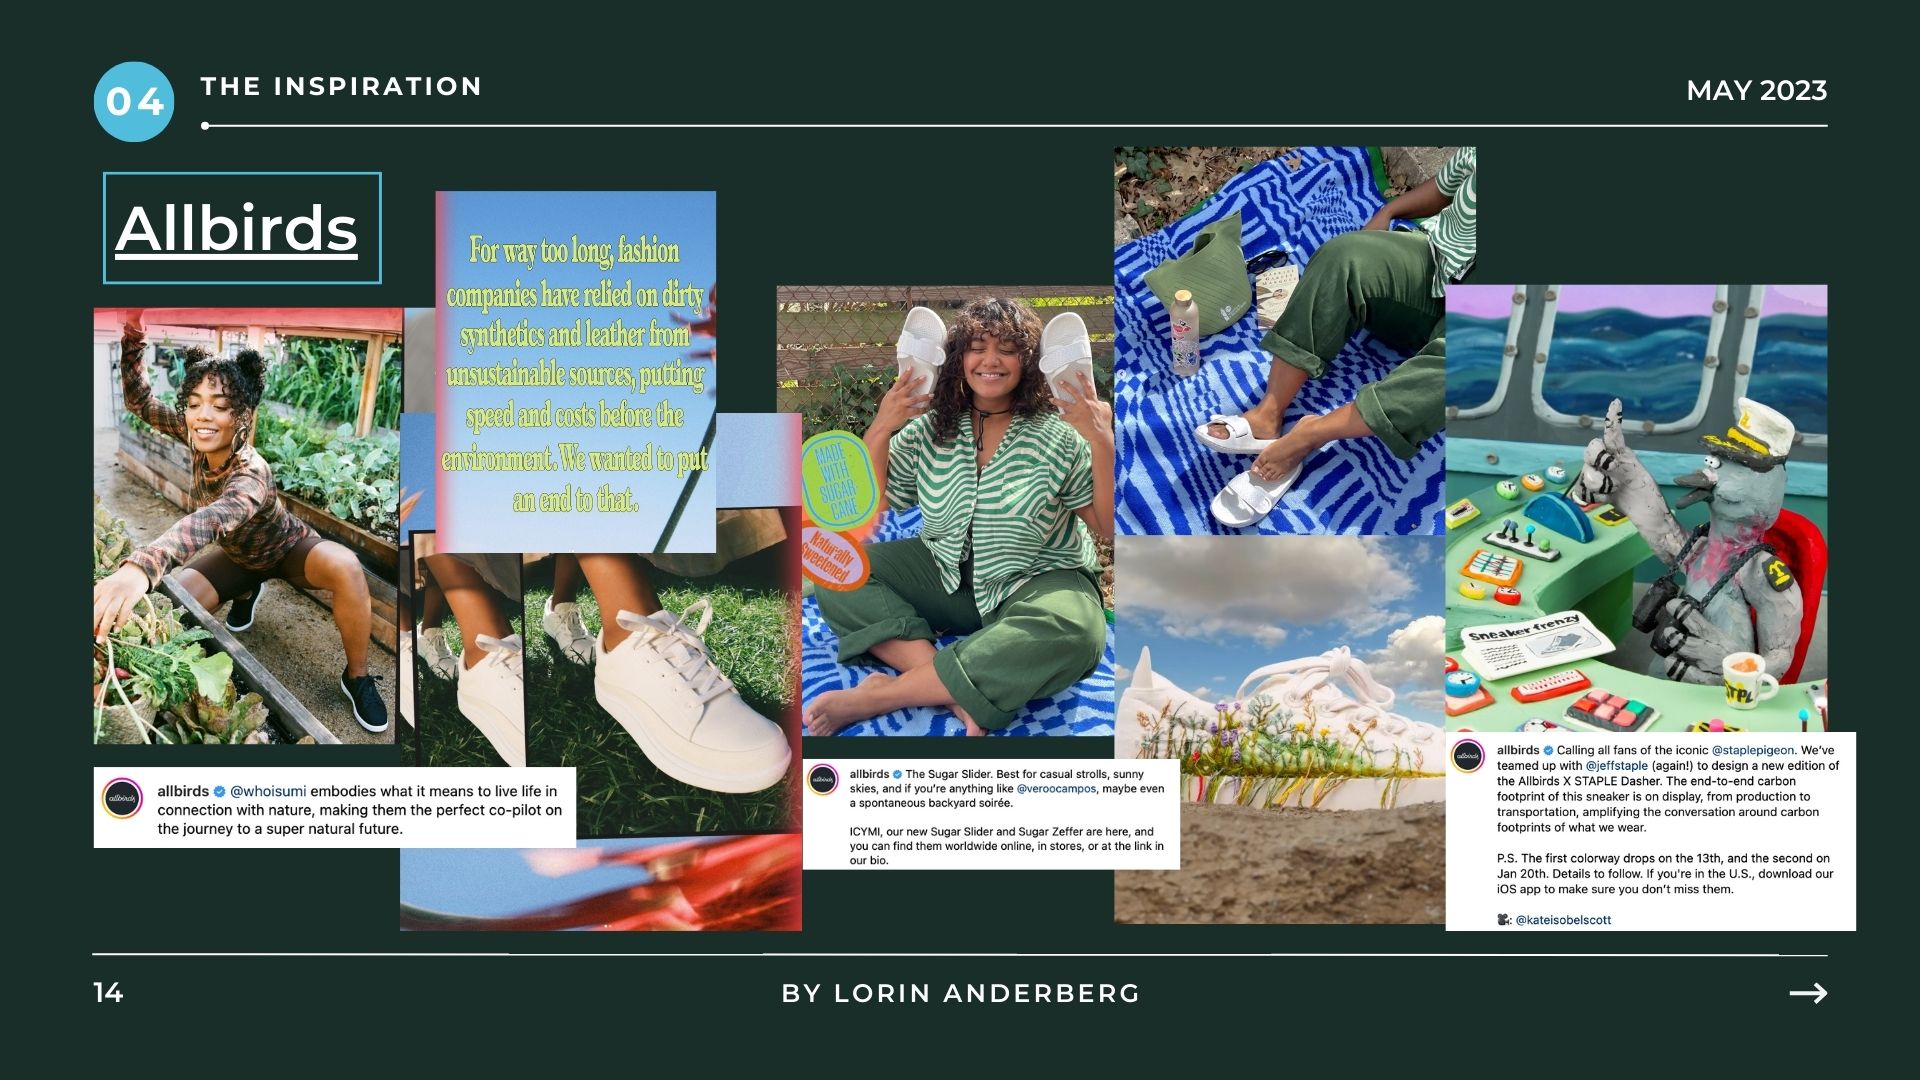 04
THE INSPIRATION
MAY 2023
Allbirds
For way too long, fashion
companies have relied on dirty
synthetics and leather from
unsustainable sources, putting
speed and costs before the
environment. We wanted to put
an end to that.
MADE
WITH
SUGAR
CANE
Naturally
Sweetened
Sneaker frenzy
STPL
allbirds @whoisumi embodies what it means to live life in
connection with nature, making them the perfect co-pilot on
the journey to a super natural future.
allbirds The Sugar Slider. Best for casual strolls, sunny
skies, and if you're anything like @veroocampos, maybe even
a spontaneous backyard soirée.
ICYMI, our new Sugar Slider and Sugar Zeffer are here, and
you can find them worldwide online, in stores, or at the link in
our bio.
allbirds Calling all fans of the iconic @staplepigeon. We've
teamed up with @jeffstaple (again!) to design a new edition of
the Allbirds X STAPLE Dasher. The end-to-end carbon
footprint of this sneaker is on display, from production to
transportation, amplifying the conversation around carbon
footprints of what we wear.
P.S. The first colorway drops on the 13th, and the second on
Jan 20th. Details to follow. If you're in the U.S., download our
iOS app to make sure you don't miss them.
: @kateisobelscott
14
BY LORIN ANDERBERG